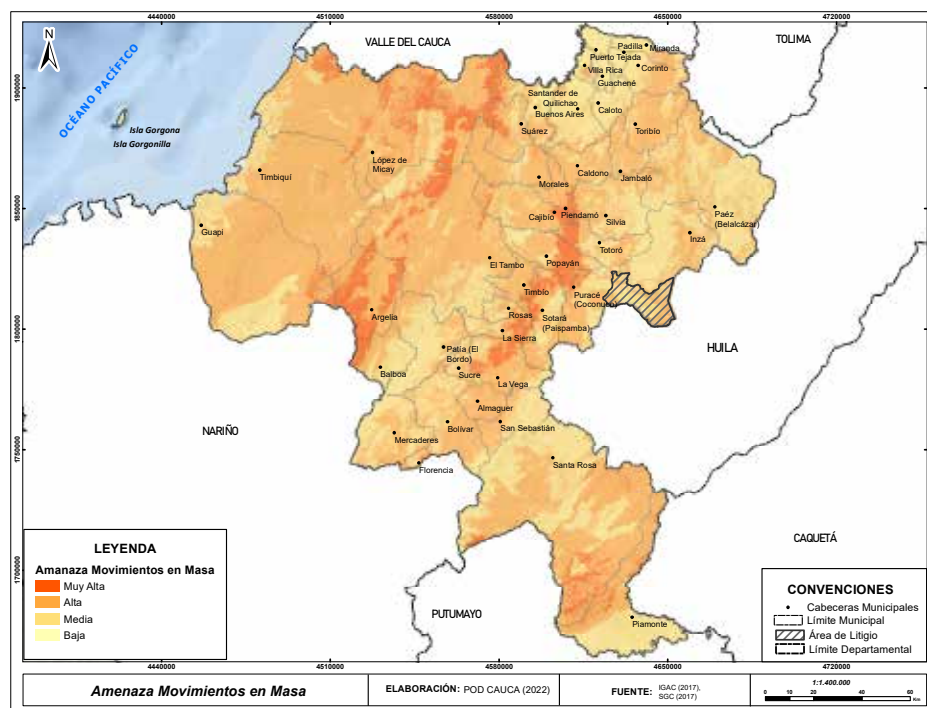 4440000
4510000
4580000
4650000
4720000
N
VALLE DEL CAUCA
TOLIMA
OCÉANO PACÍFICO
Isla Gorgona
Isla Gorgonilla
1900000
1850000
1800000
1750000
1700000
Padilla
Miranda
Puerto Tejada
Villa Rica
Corinto
Guachené
Santander de
Quilichao
Buenos Aires
Caloto
Suárez
Toribío
López de
Micay
Timbiquí
Caldono
Jambaló
Morales
Cajibío
Piendamó
Silvia
Paéz
(Belalcázar)
Guapi
Totoró
Inzá
El Tambo
Popayán
Timbío
Puracé
(Coconuco)
Argelia
Rosas
Sotará
(Paispamba)
La Sierra
HUILA
Patía (El
Bordo)
Balboa
Sucre
La Vega
Almaguer
NARIÑO
Mercaderes
Bolívar
San Sebastián
Florencia
Santa Rosa
CAQUETÁ
PUTUMAYO
Piamonte
LEYENDA
Amanaza Movimientos en Masa
Muy Alta
Alta
Media
Baja
CONVENCIONES
Cabeceras Municipales
Límite Municipal
Área de Litigio
Límite Departamental
4440000
4510000
4580000
4650000
4720000
Amenaza Movimientos en Masa
ELABORACIÓN: POD CAUCA (2022)
FUENTE: IGAC (2017),
SGC (2017)
1:1.400.000
0 10 20 40 60
Km